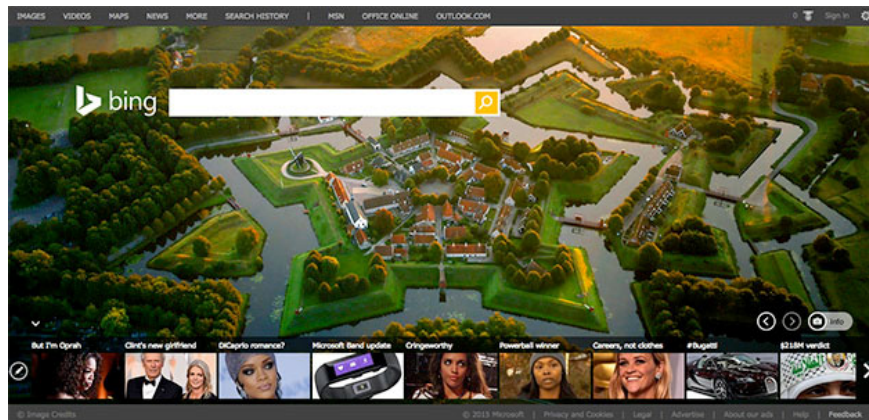 IMAGES VIDEOS MAPS NEWS MORE SEARCH HISTORY | MSN OFFICE ONLINE OUTLOOK.COM 0 Sign in
bing
info
But I'm Oprah Clint's new girlfriend DiCaprio romance? Microsoft Band update Cringeworthy Powerball winner Careers, not clothes #Bugatti $218M verdict
© Image Credits © 2015 Microsoft | Privacy and Cookies | Legal | Advertise | About our ads | Help | Feedback